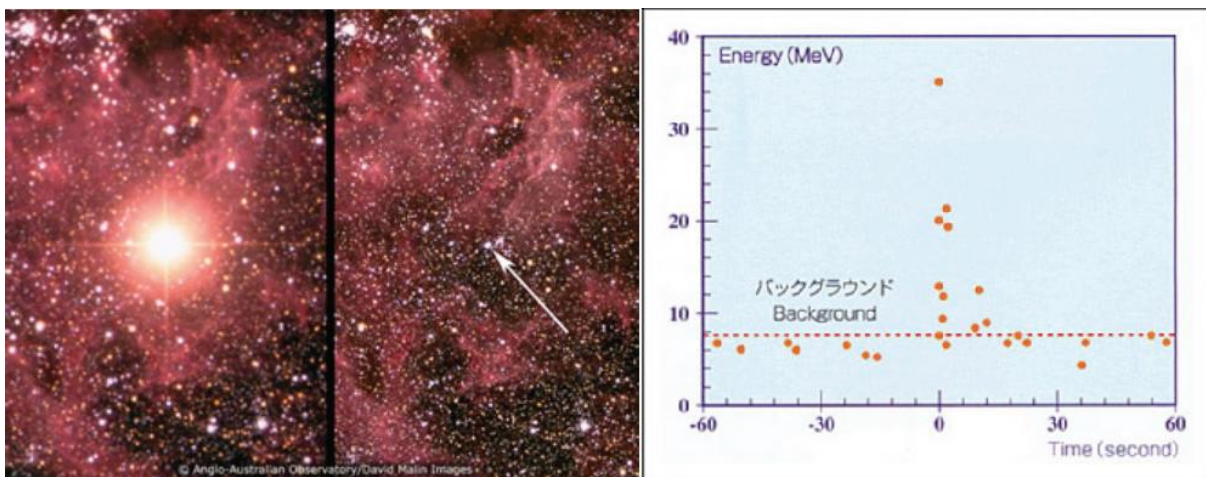 © Anglo-Australian Observatory/David Malin Images
40
Energy (MeV)
30
20
バックグラウンド
Background
10
0
-60
-30
0
30
60
Time (second)